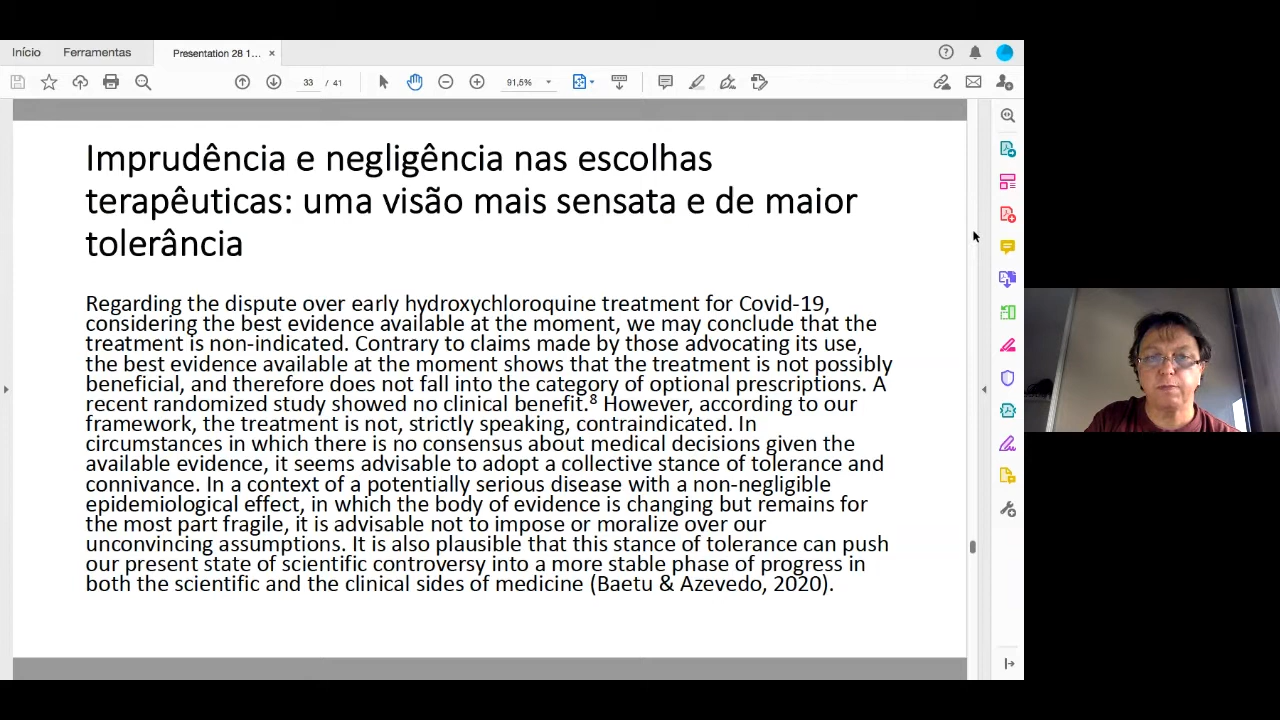 Início Ferramentas Presentation 28 1... ×
33 / 41 91,5%
Imprudência e negligência nas escolhas
terapêuticas: uma visão mais sensata e de maior
tolerância
Regarding the dispute over early hydroxychloroquine treatment for Covid-19,
considering the best evidence available at the moment, we may conclude that the
treatment is non-indicated. Contrary to claims made by those advocating its use,
the best evidence available at the moment shows that the treatment is not possibly
beneficial, and therefore does not fall into the category of optional prescriptions. A
recent randomized study showed no clinical benefit.⁸ However, according to our
framework, the treatment is not, strictly speaking, contraindicated. In
circumstances in which there is no consensus about medical decisions given the
available evidence, it seems advisable to adopt a collective stance of tolerance and
connivance. In a context of a potentially serious disease with a non-negligible
epidemiological effect, in which the body of evidence is changing but remains for
the most part fragile, it is advisable not to impose or moralize over our
unconvincing assumptions. It is also plausible that this stance of tolerance can push
our present state of scientific controversy into a more stable phase of progress in
both the scientific and the clinical sides of medicine (Baetu & Azevedo, 2020).